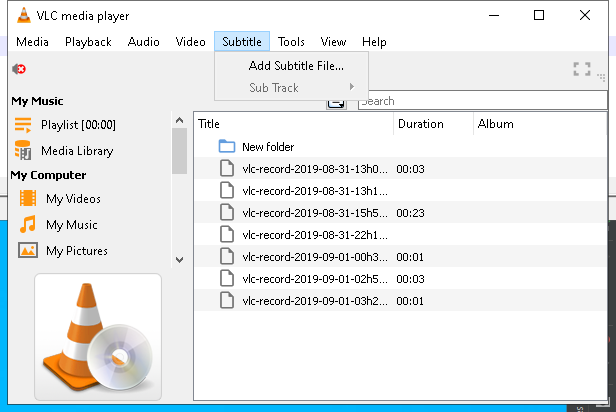 VLC media player
Media Playback Audio Video Subtitle Tools View Help
Add Subtitle File...
Sub Track
My Music
Playlist [00:00]
Media Library
My Computer
My Videos
My Music
My Pictures
Search
Title Duration Album
New folder
vlc-record-2019-08-31-13h0... 00:03
vlc-record-2019-08-31-13h1...
vlc-record-2019-08-31-15h5... 00:23
vlc-record-2019-08-31-22h1...
vlc-record-2019-09-01-00h3... 00:01
vlc-record-2019-09-01-02h5... 00:03
vlc-record-2019-09-01-03h2... 00:01